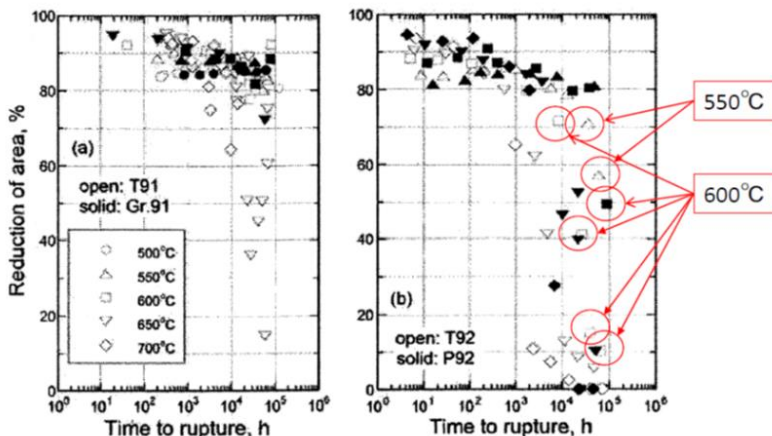 Reduction of area, %
100
80
60
40
20
0
(a)
open: T91
solid: Gr.91
500°C
550°C
600°C
650°C
700°C
10⁰ 10¹ 10² 10³ 10⁴ 10⁵ 10⁶
Time to rupture, h
100
80
60
40
20
0
(b)
open: T92
solid: P92
10⁰ 10¹ 10² 10³ 10⁴ 10⁵ 10⁶
Time to rupture, h
550°C
600°C